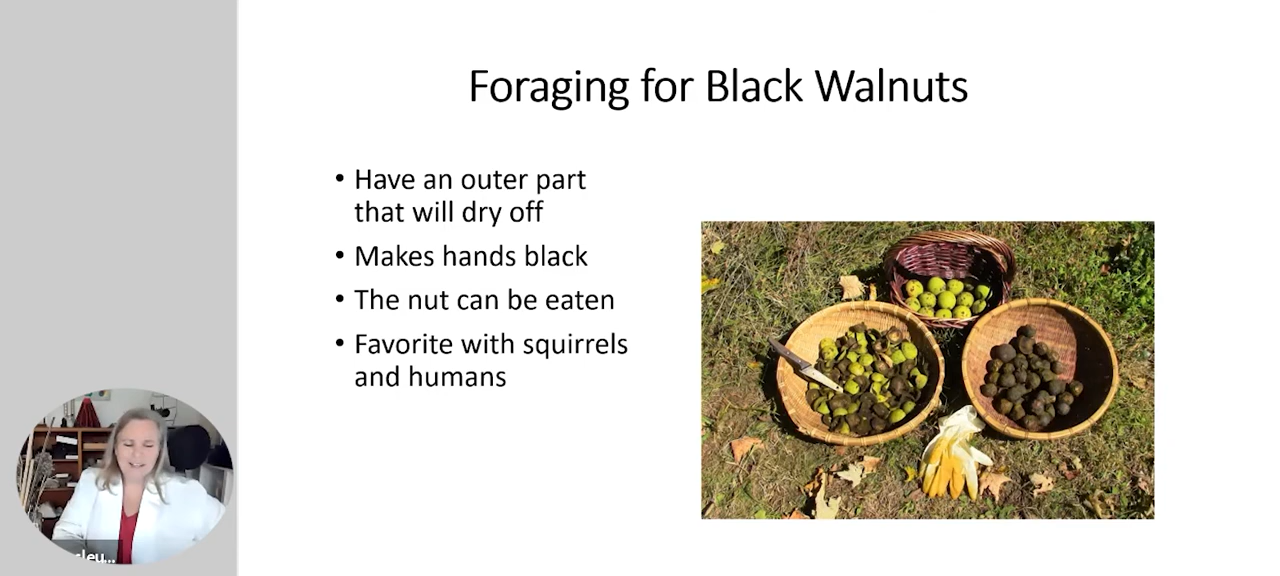 Foraging for Black Walnuts
• Have an outer part
that will dry off
• Makes hands black
• The nut can be eaten
• Favorite with squirrels
and humans